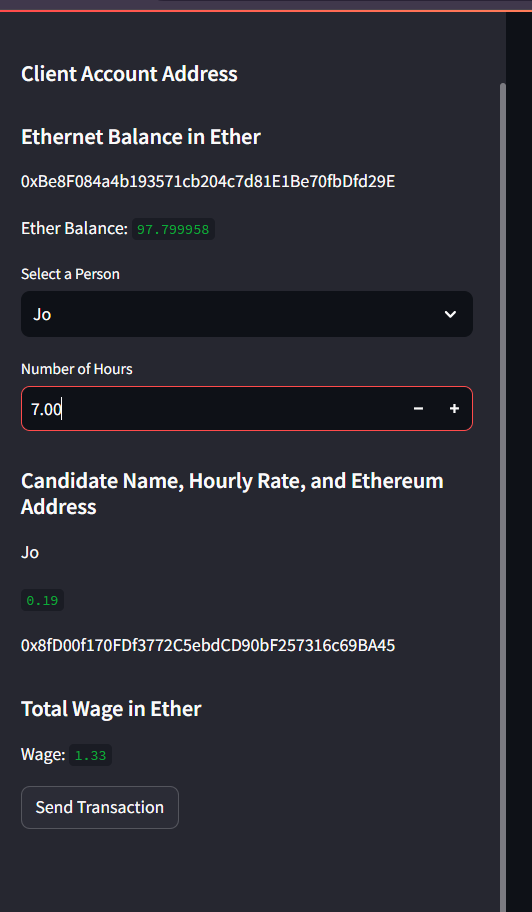 Client Account Address
Ethernet Balance in Ether
0xBe8F084a4b193571cb204c7d81E1Be70fbDfd29E
Ether Balance: 97.799958
Select a Person
Jo
Number of Hours
7.00
Candidate Name, Hourly Rate, and Ethereum
Address
Jo
0.19
0x8fD00f170FDf3772C5ebdCD90bF257316c69BA45
Total Wage in Ether
Wage: 1.33
Send Transaction